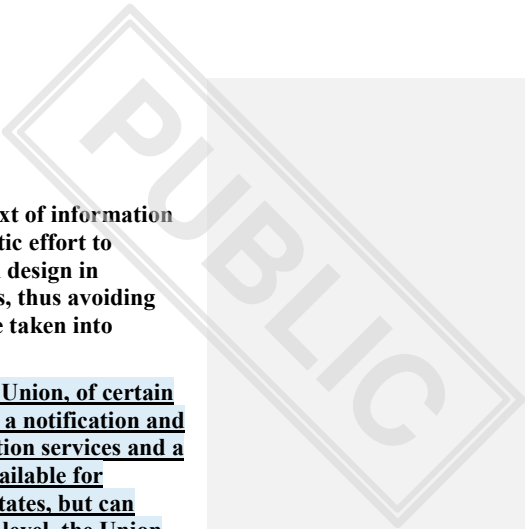 xt of information
tic effort to
design in
s, thus avoiding
e taken into
Union, of certain
a notification and
tion services and a
ailable for
tates, but can
level, the Union
PUBLIC